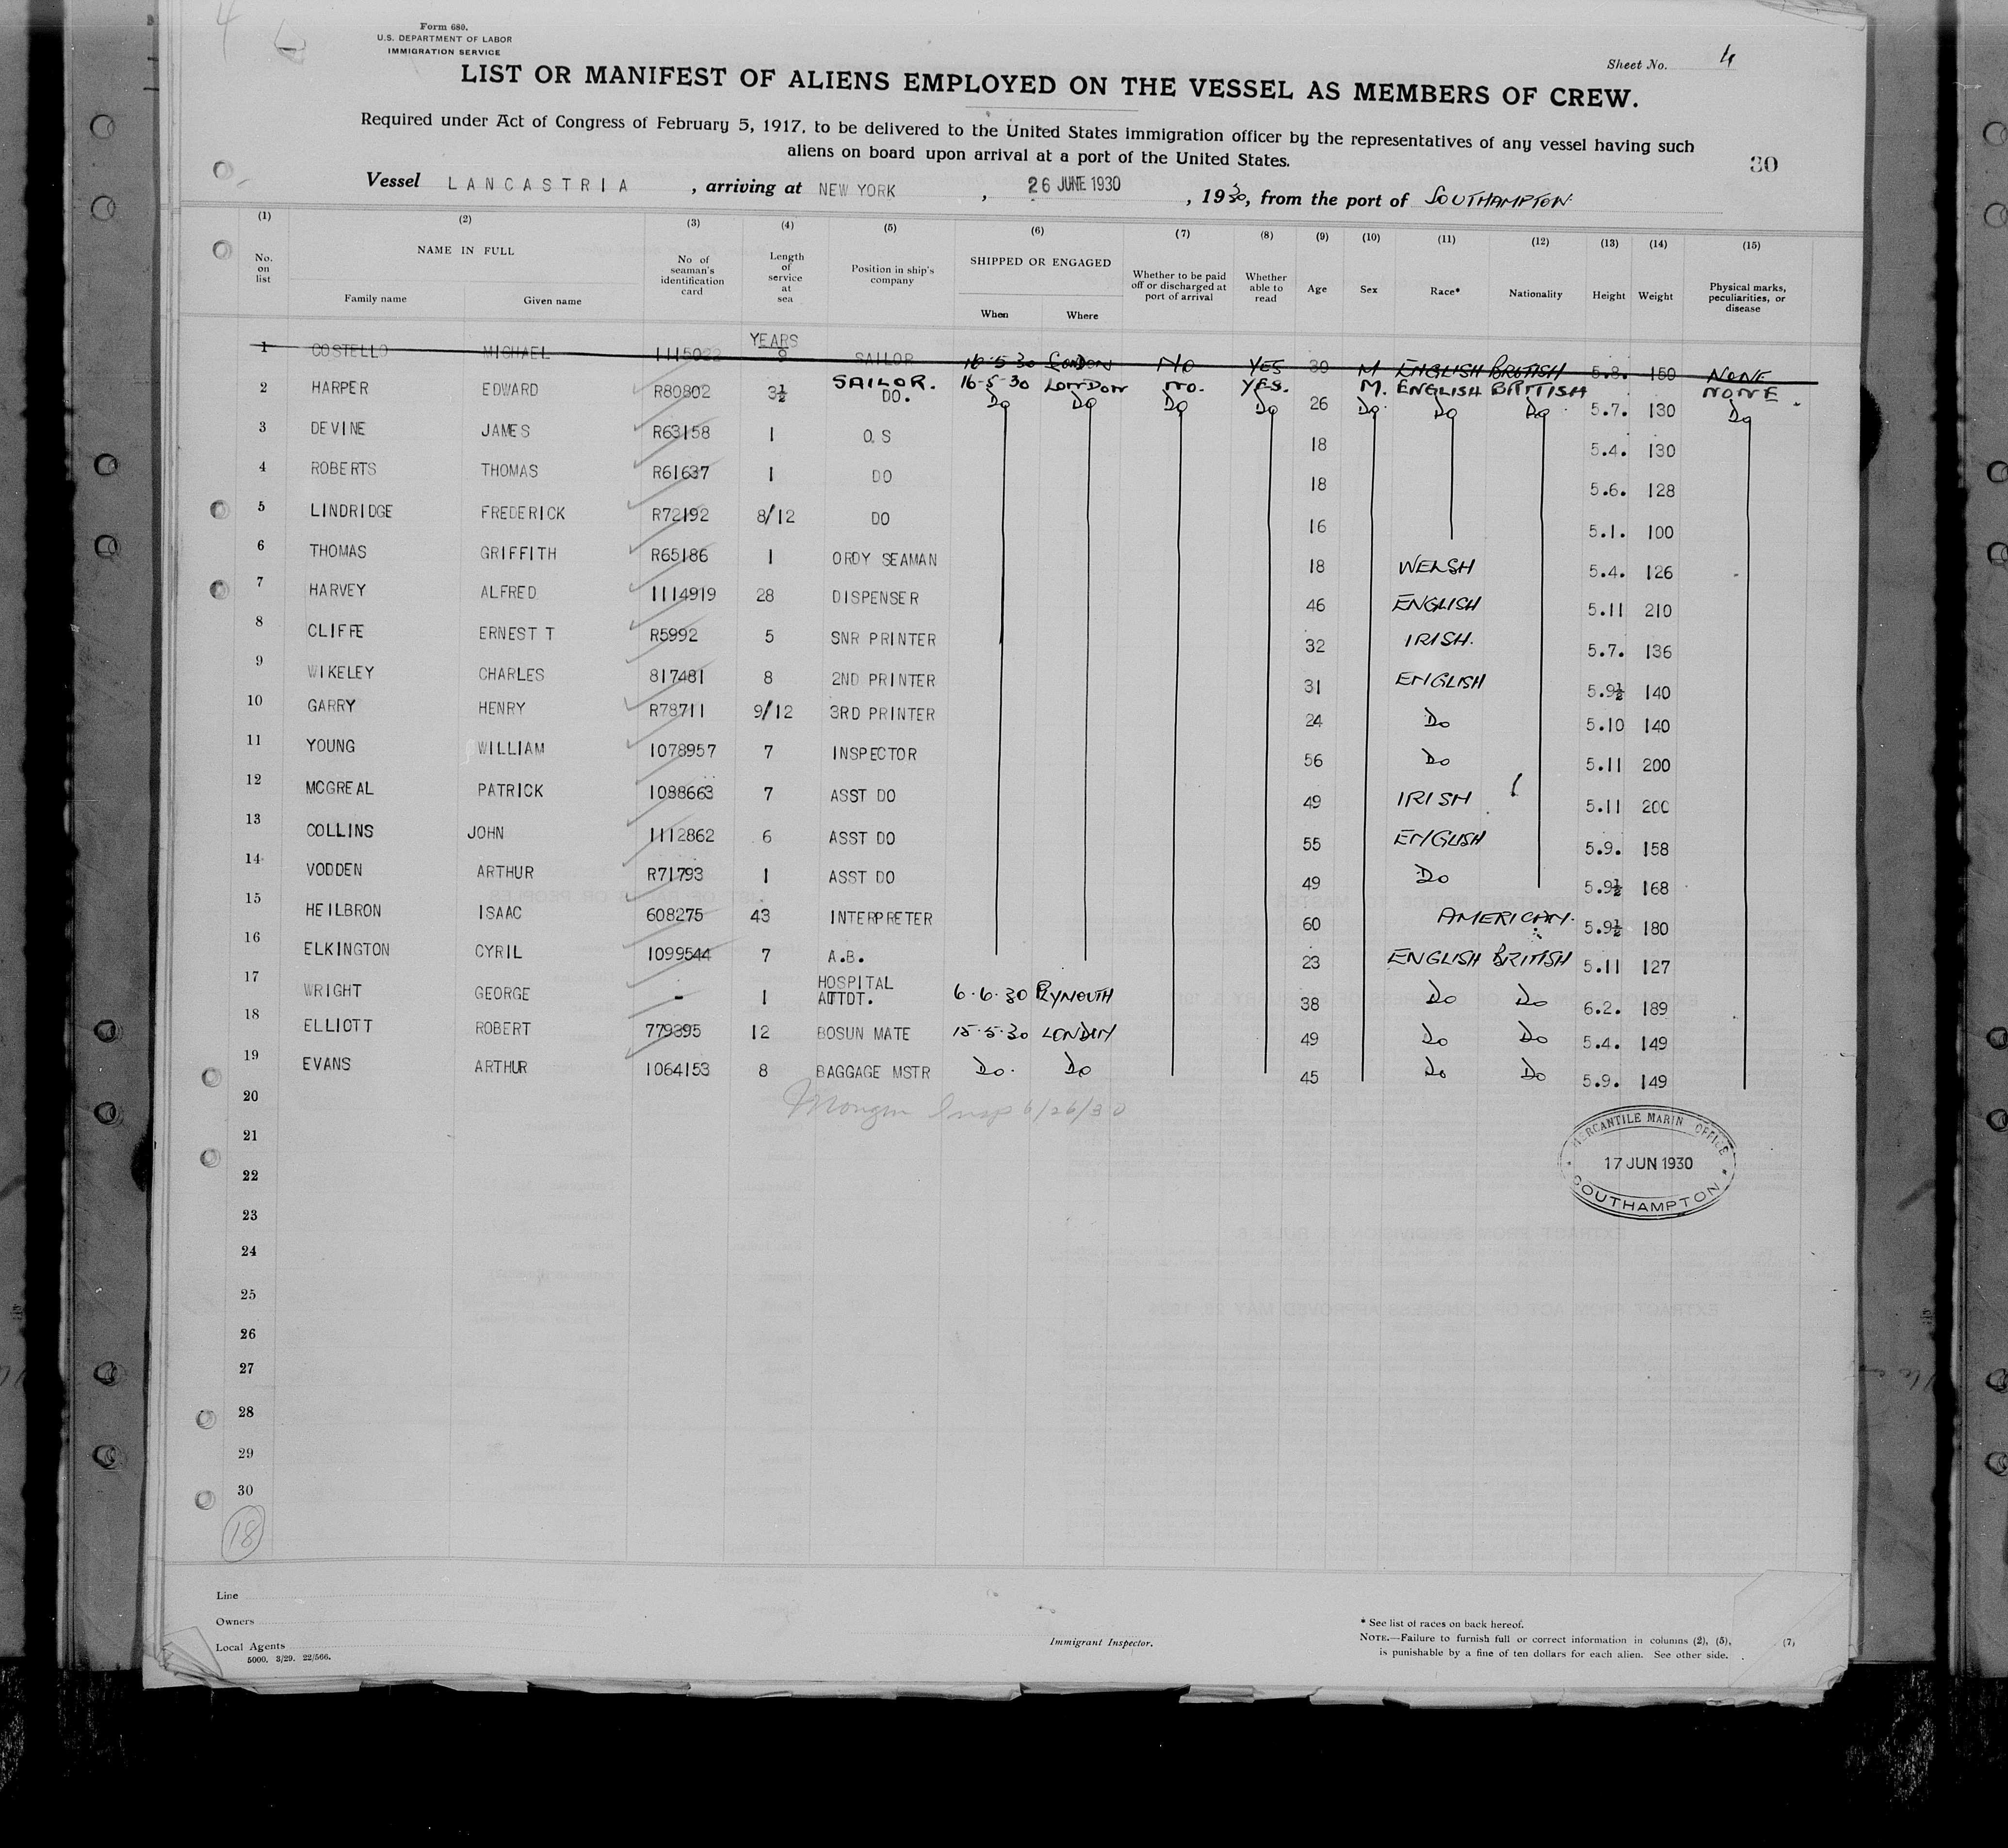 4
Form 680.
U.S. DEPARTMENT OF LABOR
IMMIGRATION SERVICE
Sheet No. 4
LIST OR MANIFEST OF ALIENS EMPLOYED ON THE VESSEL AS MEMBERS OF CREW.
Required under Act of Congress of February 5, 1917, to be delivered to the United States immigration officer by the representatives of any vessel having such
aliens on board upon arrival at a port of the United States.
30
Vessel LANCASTRIA, arriving at NEW YORK, 26 JUNE 1930, 1930, from the port of SOUTHAMPTON
(1) (2) (3) (4) (5) (6) (7) (8) (9) (10) (11) (12) (13) (14) (15)
No. on list NAME IN FULL Family name Given name No. of seaman's identification card Length of service at sea Position in ship's company SHIPPED OR ENGAGED When Where Whether to be paid off or discharged at port of arrival Whether able to read Age Sex Race* Nationality Height Weight Physical marks, peculiarities, or disease
YEARS
1 COSTELLO MICHAEL SAILOR 16-5-30 LONDON NO YES 39 M ENGLISH BRITISH 5.8. 150 NONE
SAILOR. 16-5-30 LONDON NO. YES. M. ENGLISH BRITISH NONE
2 HARPER EDWARD R80802 3½ DO. Do Do Do Do 26 Do Do Do 5.7. 130 Do
3 DEVINE JAMES R63158 1 O.S 18 5.4. 130
4 ROBERTS THOMAS R61637 1 DO 18 5.6. 128
5 LINDRIDGE FREDERICK R72192 8/12 DO 16 5.1. 100
6 THOMAS GRIFFITH R65186 1 ORDY SEAMAN 18 WELSH 5.4. 126
7 HARVEY ALFRED 1114919 28 DISPENSER 46 ENGLISH 5.11 210
8 CLIFFE ERNEST T R5992 5 SNR PRINTER 32 IRISH. 5.7. 136
9 WIKELEY CHARLES 817481 8 2ND PRINTER 31 ENGLISH 5.9½ 140
10 GARRY HENRY R78711 9/12 3RD PRINTER 24 Do 5.10 140
11 YOUNG WILLIAM 1078957 7 INSPECTOR 56 Do 5.11 200
12 MCGREAL PATRICK 1088663 7 ASST DO 49 IRISH 5.11 200
13 COLLINS JOHN 1112862 6 ASST DO 55 ENGLISH 5.9. 158
14 VODDEN ARTHUR R71793 1 ASST DO 49 Do 5.9½ 168
15 HEILBRON ISAAC 608275 43 INTERPRETER 60 AMERICAN. 5.9½ 180
16 ELKINGTON CYRIL 1099544 7 A.B. 23 ENGLISH BRITISH 5.11 127
17 WRIGHT GEORGE - 1 HOSPITAL ATTDT. 6-6-30 PLYMOUTH 38 Do Do 6.2. 189
18 ELLIOTT ROBERT 779395 12 BOSUN MATE 15-5-30 LONDON 49 Do Do 5.4. 149
19 EVANS ARTHUR 1064153 8 BAGGAGE MSTR Do. Do 45 Do Do 5.9. 149
20
Insp 6/26/30
21
22
23
24
25
26
27
28
29
30
MERCANTILE MARIN OFFICE
17 JUN 1930
SOUTHAMPTON
18
Line
Owners
Local Agents
5000. 3/29. 22/566.
Immigrant Inspector.
* See list of races on back hereof.
NOTE.—Failure to furnish full or correct information in columns (2), (5),
is punishable by a fine of ten dollars for each alien. See other side.
(7)